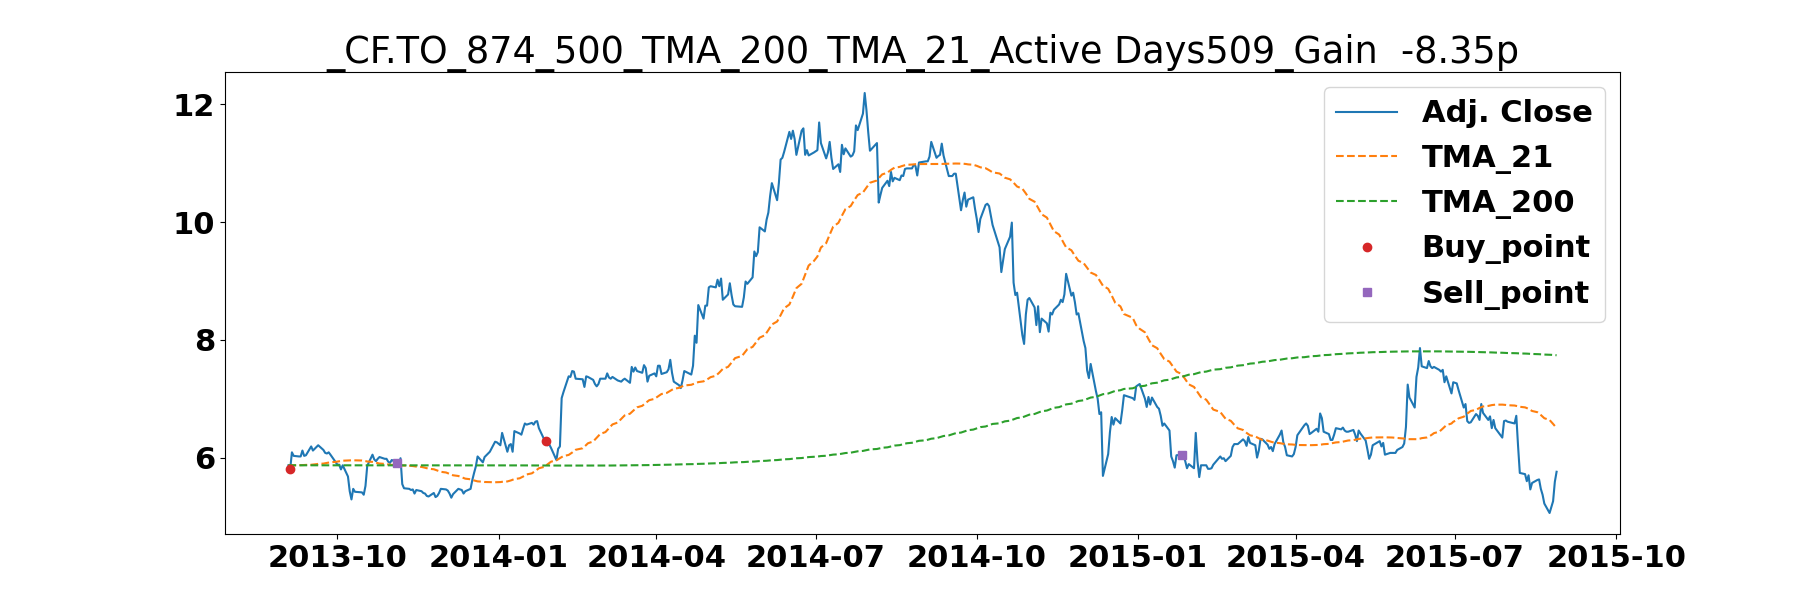 _CF.TO_874_500_TMA_200_TMA_21_Active Days509_Gain  -8.35p
12
10
8
6
Adj. Close
TMA_21
TMA_200
Buy_point
Sell_point
2013-10 2014-01 2014-04 2014-07 2014-10 2015-01 2015-04 2015-07 2015-10